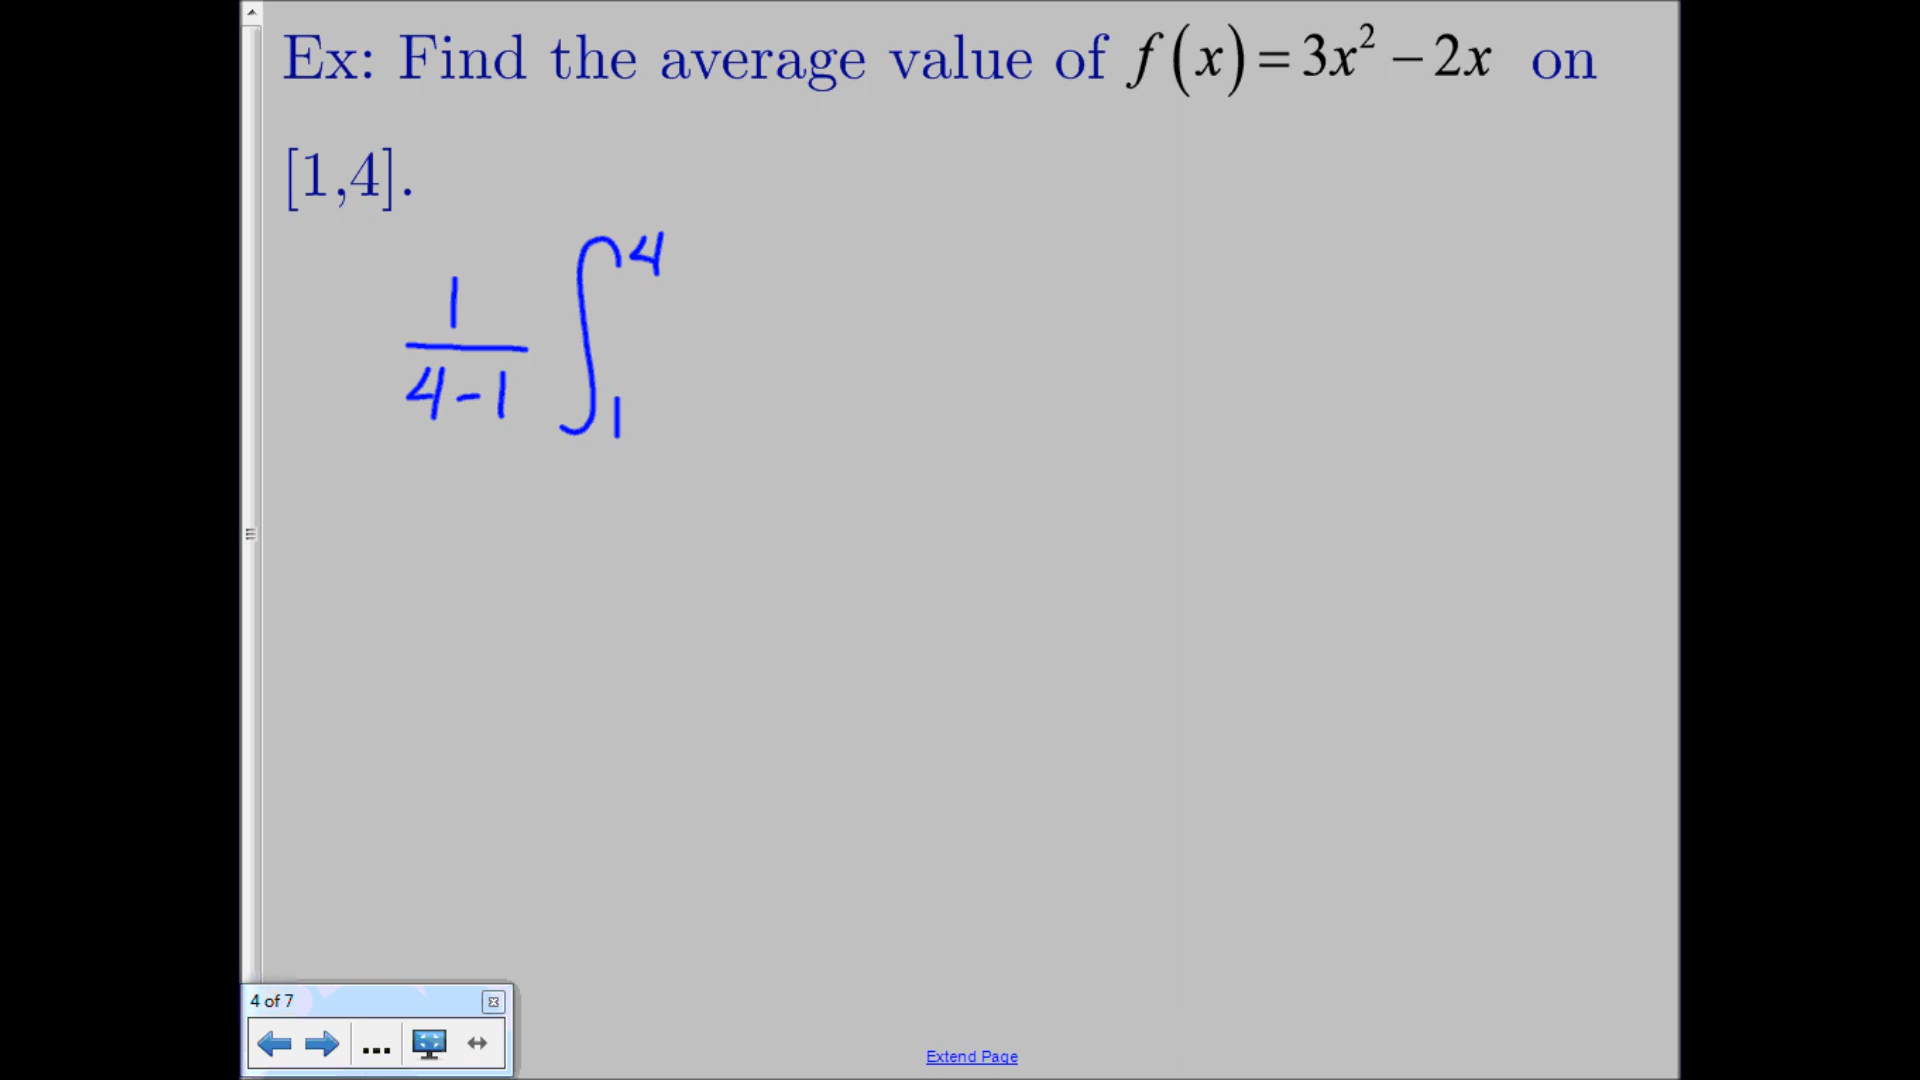 Ex: Find the average value of f(x) = 3x² − 2x on
[1,4].
1/(4-1) ∫₁⁴
4 of 7
...
Extend Page